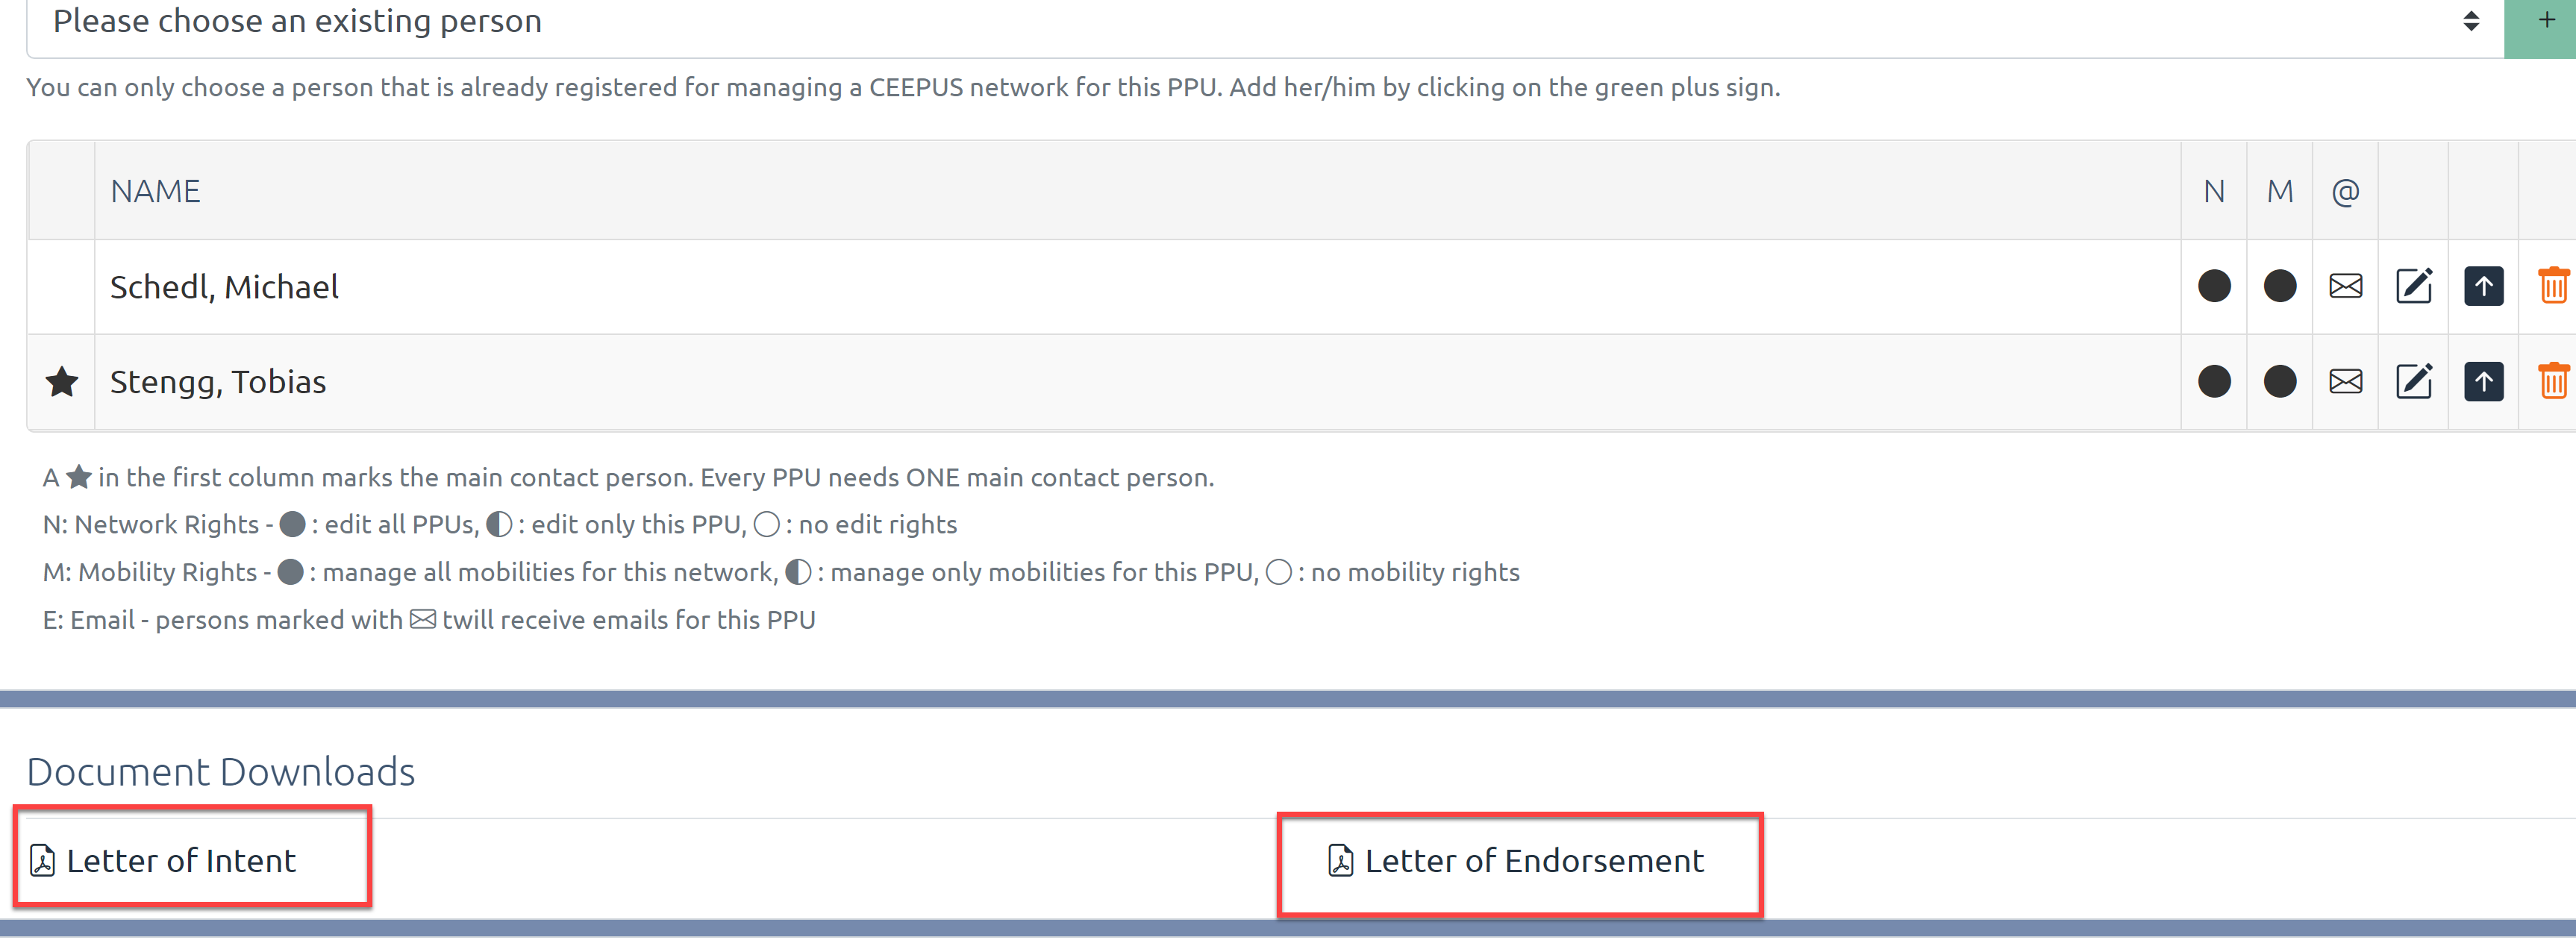 Please choose an existing person
+
You can only choose a person that is already registered for managing a CEEPUS network for this PPU. Add her/him by clicking on the green plus sign.
NAME N M @
Schedl, Michael
★ Stengg, Tobias
A ★ in the first column marks the main contact person. Every PPU needs ONE main contact person.
N: Network Rights - ● : edit all PPUs, ◐ : edit only this PPU, ○ : no edit rights
M: Mobility Rights - ● : manage all mobilities for this network, ◐ : manage only mobilities for this PPU, ○ : no mobility rights
E: Email - persons marked with ✉ twill receive emails for this PPU
Document Downloads
Letter of Intent
Letter of Endorsement